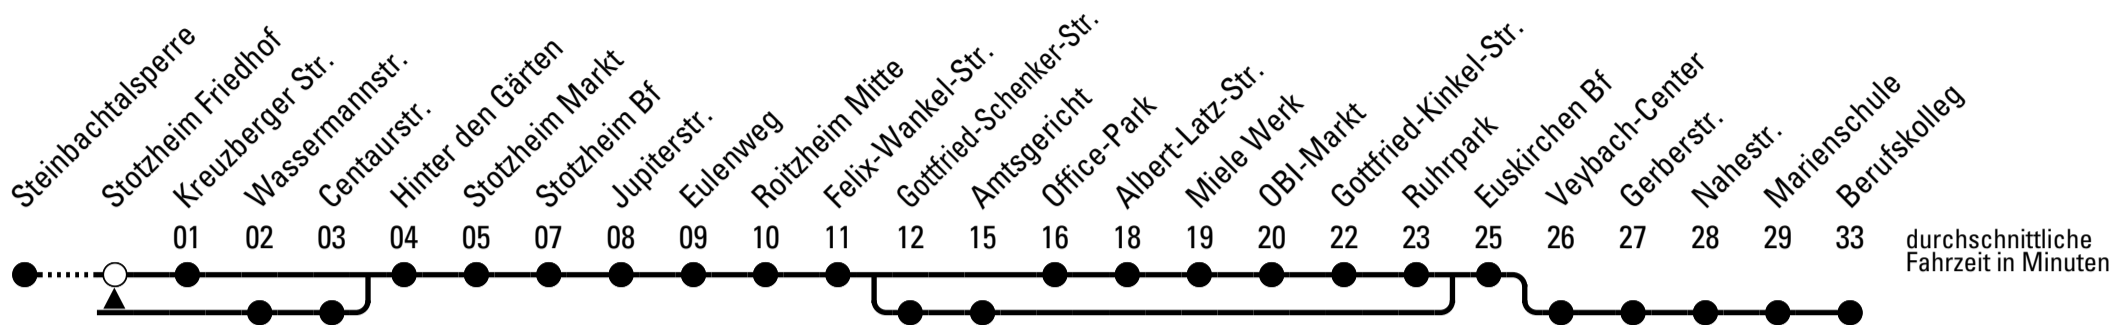 Steinbachtalsperre
Stotzheim Friedhof
Kreuzberger Str.
Wassermannstr.
Centaurstr.
Hinter den Gärten
Stotzheim Markt
Stotzheim Bf
Jupiterstr.
Eulenweg
Roitzheim Mitte
Felix-Wankel-Str.
Gottfried-Schenker-Str.
Amtsgericht
Office-Park
Albert-Latz-Str.
Miele Werk
OBI-Markt
Gottfried-Kinkel-Str.
Ruhrpark
Euskirchen Bf
Veybach-Center
Gerberstr.
Nahestr.
Marienschule
Berufskolleg
01 02 03 04 05 07 08 09 10 11 12 15 16 18 19 20 22 23 25 26 27 28 29 33
durchschnittliche
Fahrzeit in Minuten